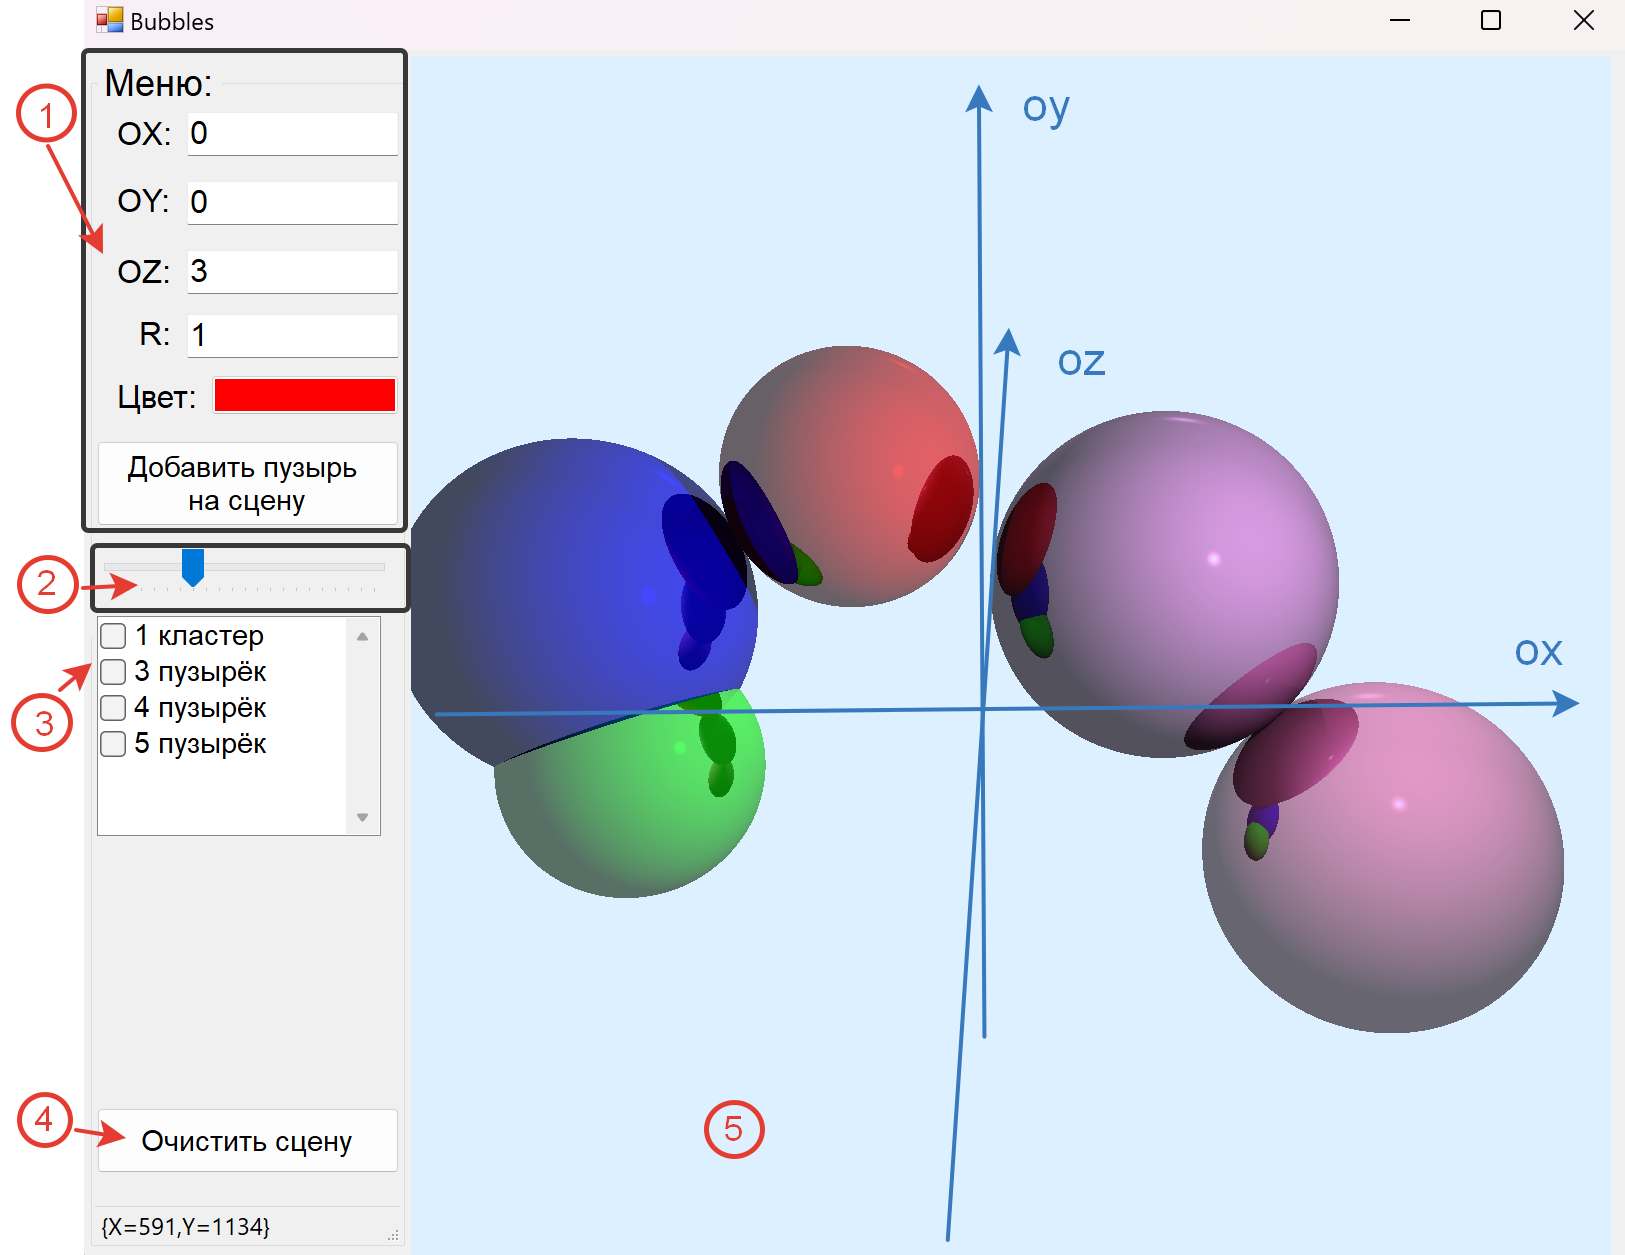 Bubbles
Меню:
1
OX: 0
OY: 0
OZ: 3
R: 1
Цвет:
Добавить пузырь
на сцену
2
3
1 кластер
3 пузырёк
4 пузырёк
5 пузырёк
4
Очистить сцену
{X=591,Y=1134}
oy
oz
ox
5